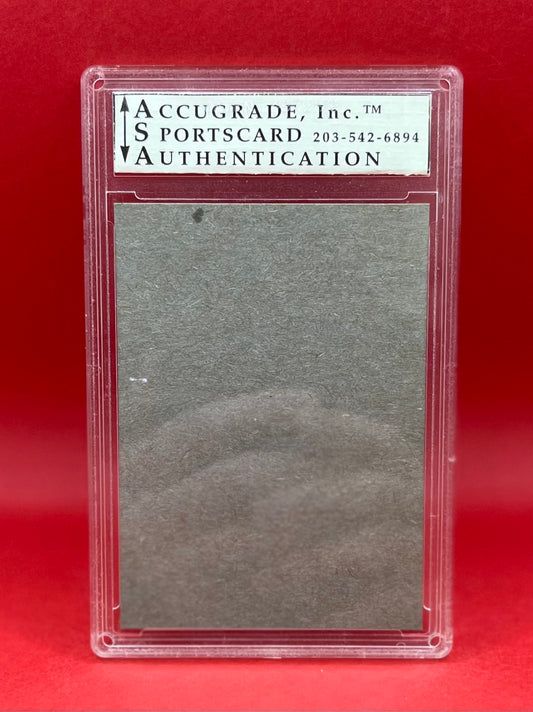 ACCUGRADE, Inc.™
SPORTSCARD 203-542-6894
AUTHENTICATION